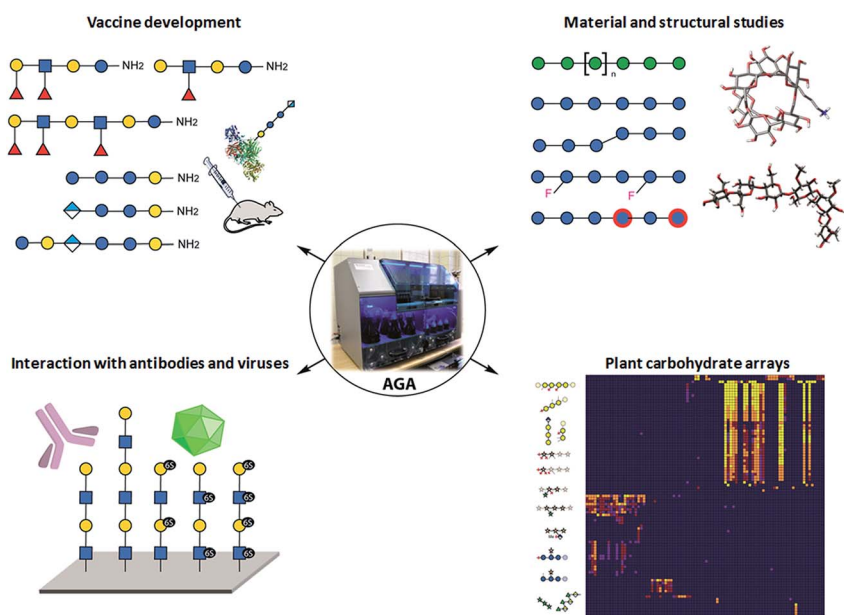 Vaccine development
Material and structural studies
NH2
NH2
n
NH2
NH2
F
F
NH2
NH2
AGA
Interaction with antibodies and viruses
Plant carbohydrate arrays
6S
6S
6S
6S
6S
6S
6S
6S